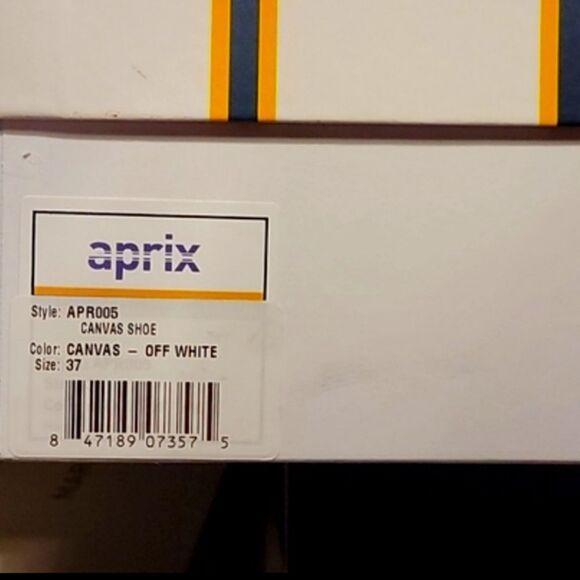 aprix
Style: APR005
CANVAS SHOE
Color: CANVAS – OFF WHITE
Size: 37
8 47189 07357 5